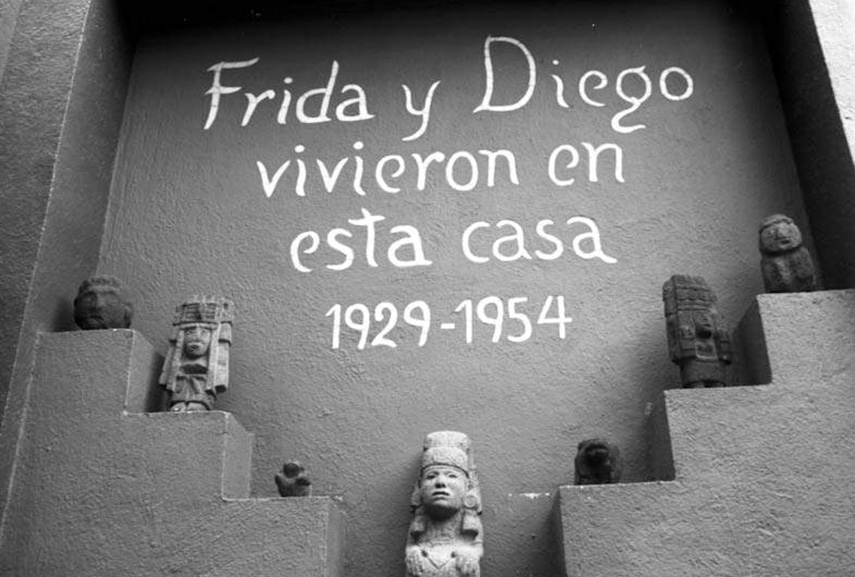 Frida y Diego
vivieron en
esta casa
1929-1954